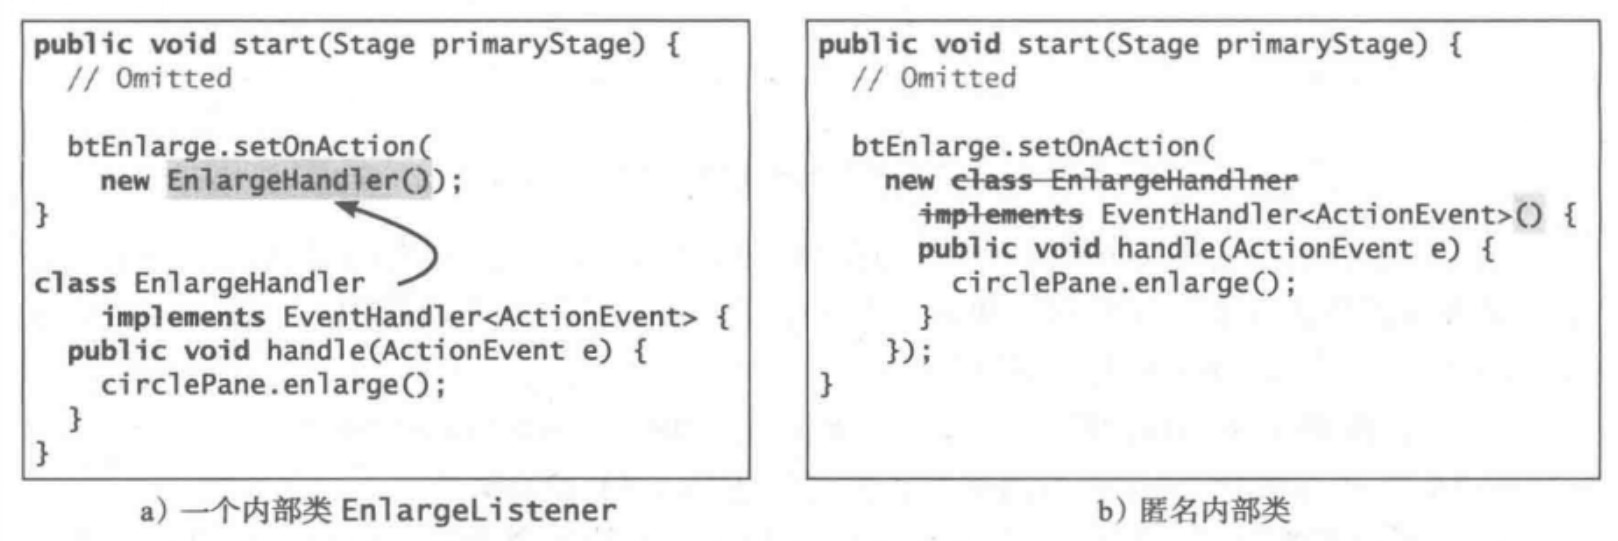 public void start(Stage primaryStage) {
// Omitted
btEnlarge.setOnAction(
new EnlargeHandler());
}
class EnlargeHandler
implements EventHandler<ActionEvent> {
public void handle(ActionEvent e) {
circlePane.enlarge();
}
}
a) 一个内部类 EnlargeListener
public void start(Stage primaryStage) {
// Omitted
btEnlarge.setOnAction(
new class EnlargeHandlner
implements EventHandler<ActionEvent>() {
public void handle(ActionEvent e) {
circlePane.enlarge();
}
});
}
b) 匿名内部类